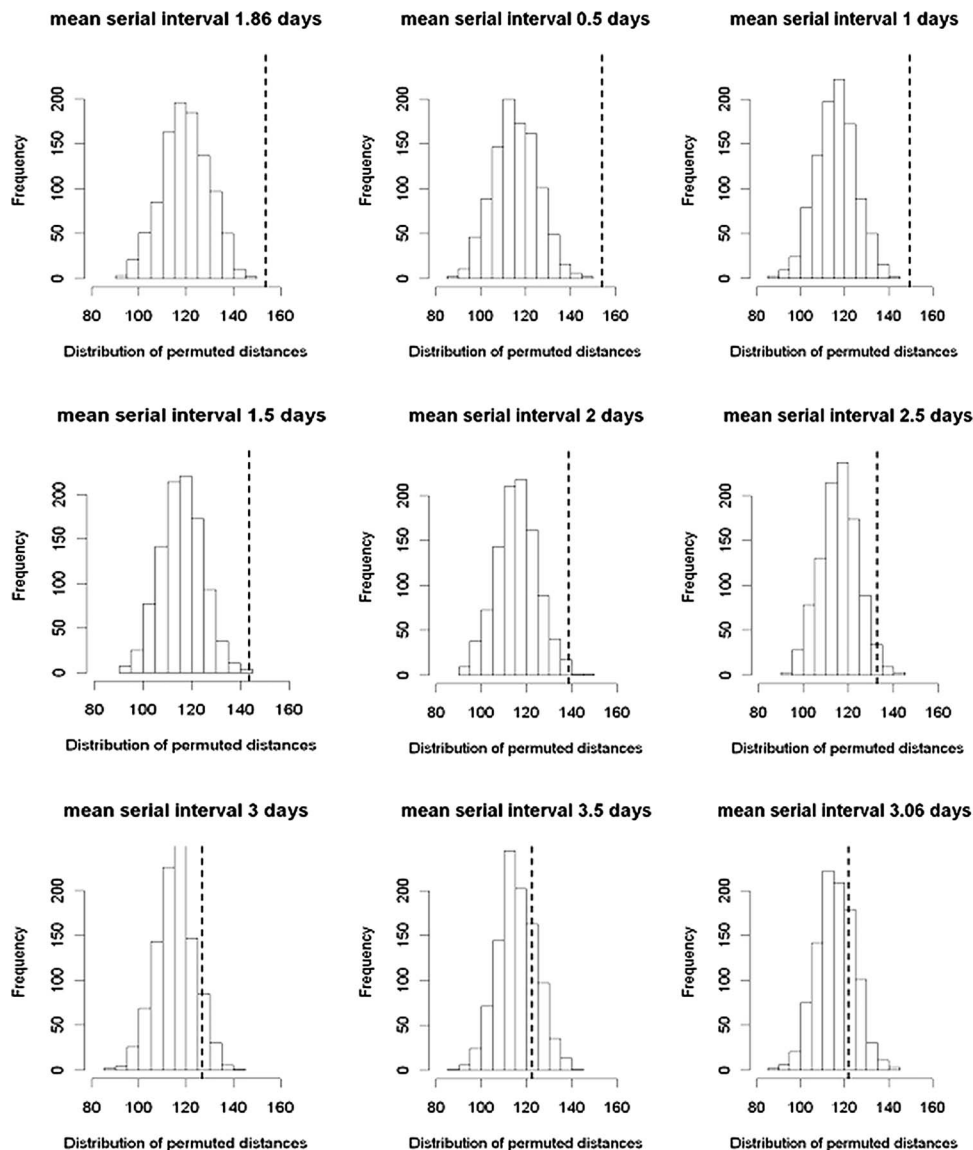 mean serial interval 1.86 days
Frequency
200
150
100
50
0
80 100 120 140 160
Distribution of permuted distances
mean serial interval 0.5 days
Frequency
200
150
100
50
0
80 100 120 140 160
Distribution of permuted distances
mean serial interval 1 days
Frequency
200
150
100
50
0
80 100 120 140 160
Distribution of permuted distances
mean serial interval 1.5 days
Frequency
200
150
100
50
0
80 100 120 140 160
Distribution of permuted distances
mean serial interval 2 days
Frequency
200
150
100
50
0
80 100 120 140 160
Distribution of permuted distances
mean serial interval 2.5 days
Frequency
200
150
100
50
0
80 100 120 140 160
Distribution of permuted distances
mean serial interval 3 days
Frequency
200
150
100
50
0
80 100 120 140 160
Distribution of permuted distances
mean serial interval 3.5 days
Frequency
200
150
100
50
0
80 100 120 140 160
Distribution of permuted distances
mean serial interval 3.06 days
Frequency
200
150
100
50
0
80 100 120 140 160
Distribution of permuted distances